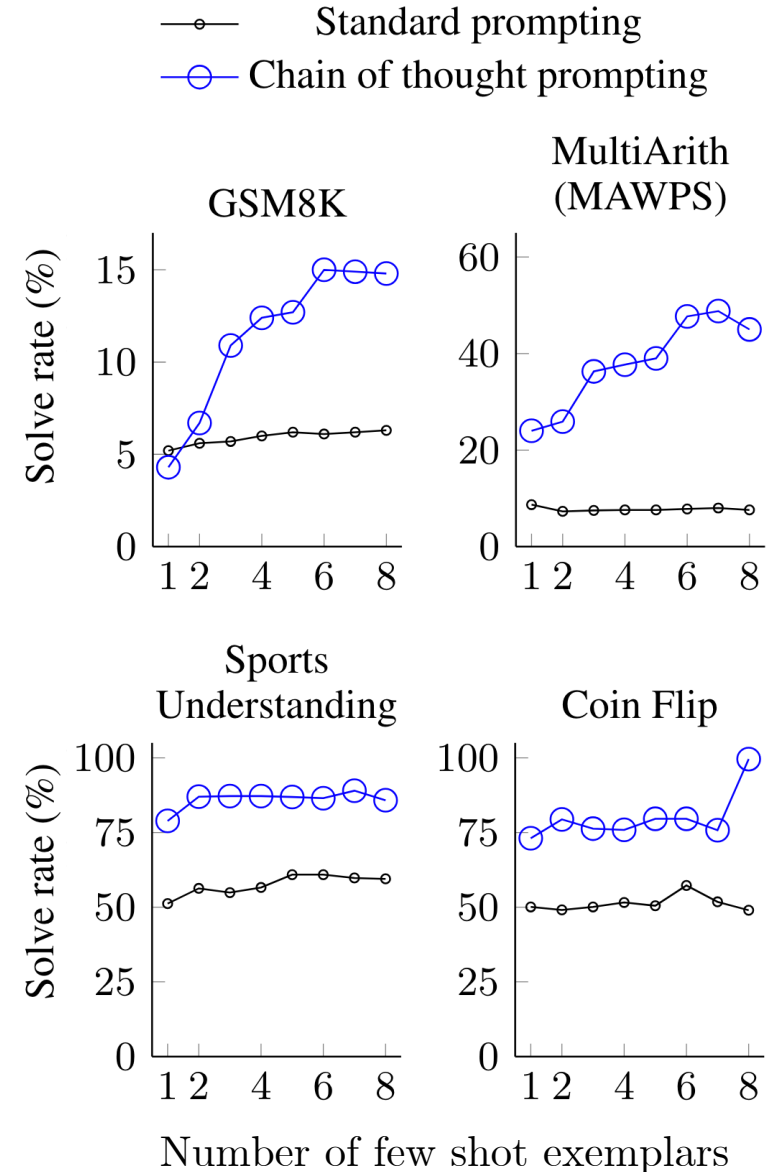 Standard prompting
Chain of thought prompting
GSM8K
MultiArith
(MAWPS)
Solve rate (%)
15
10
5
0
1 2 4 6 8
60
40
20
0
1 2 4 6 8
Sports
Understanding
Coin Flip
Solve rate (%)
100
75
50
25
0
1 2 4 6 8
100
75
50
25
0
1 2 4 6 8
Number of few shot exemplars